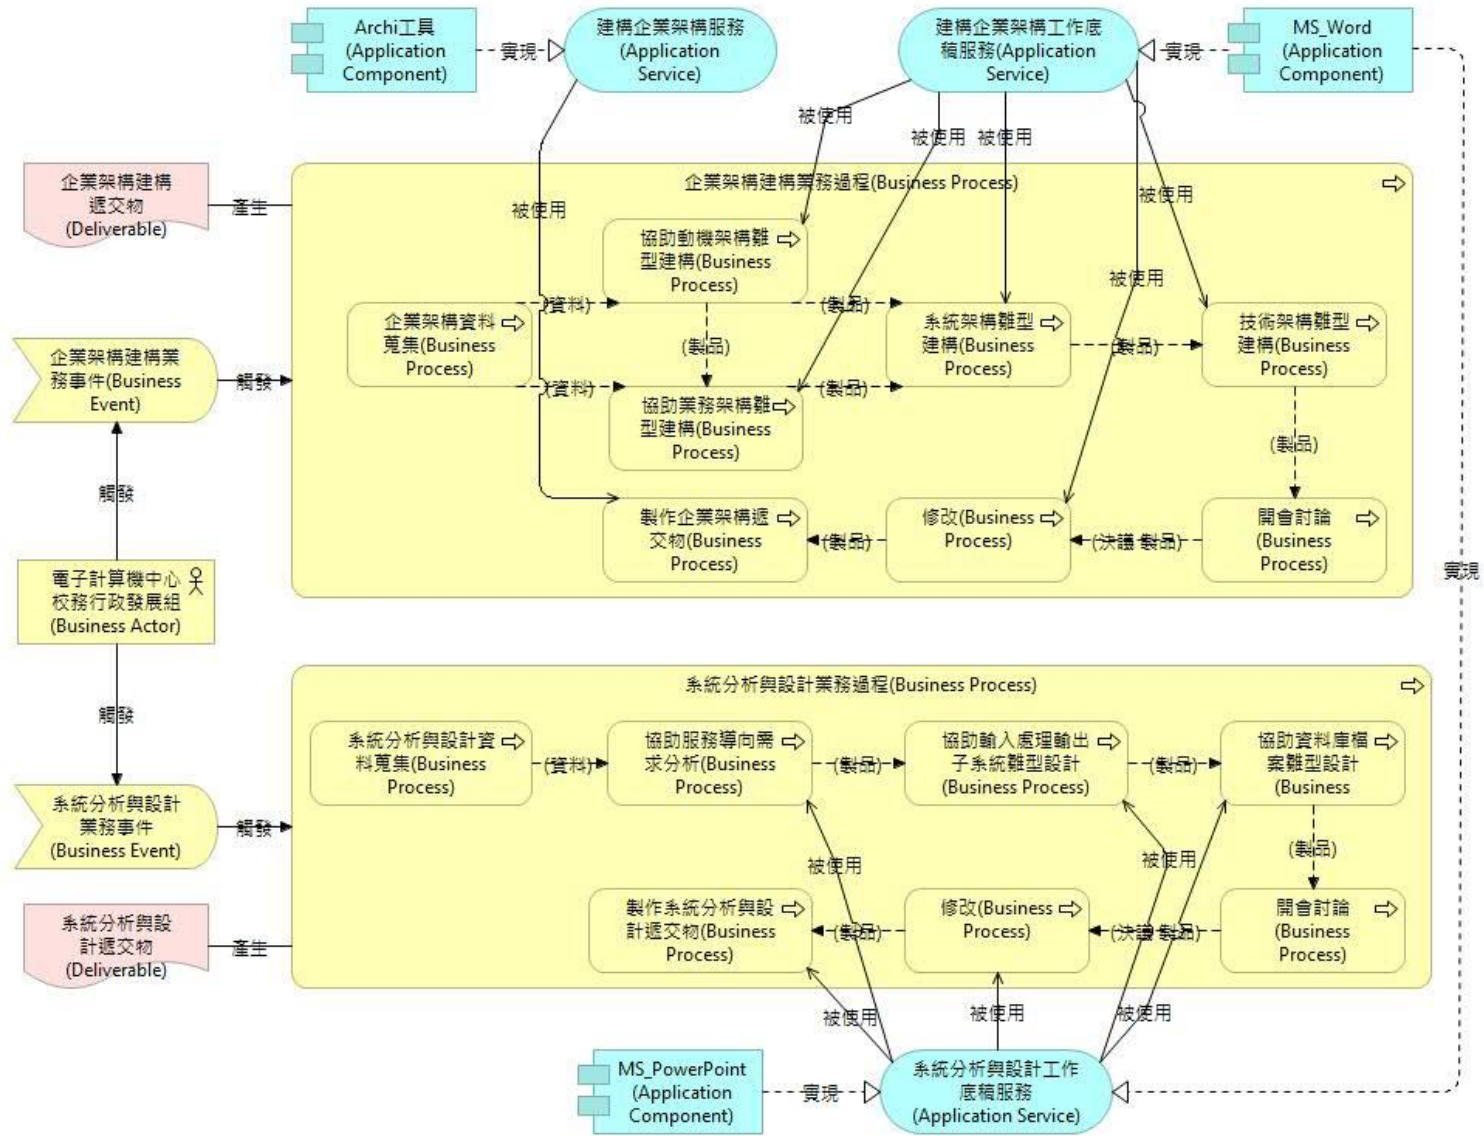 Archi工具
(Application
Component)
實現
建構企業架構服務
(Application
Service)
建構企業架構工作底
稿服務(Application
Service)
實現
MS_Word
(Application
Component)
被使用
被使用
被使用
被使用
被使用
被使用
企業架構建構
遞交物
(Deliverable)
產生
企業架構建構業務過程(Business Process)
協助動機架構雛
型建構(Business
Process)
(資料)
(製品)
企業架構資料
蒐集(Business
Process)
(製品)
系統架構雛型
建構(Business
Process)
(製品)
技術架構雛型
建構(Business
Process)
企業架構建構業
務事件(Business
Event)
觸發
(資料)
(製品)
協助業務架構雛
型建構(Business
Process)
(製品)
觸發
製作企業架構遞
交物(Business
Process)
(製品)
修改(Business
Process)
(決議 製品)
開會討論
(Business
Process)
電子計算機中心
校務行政發展組
(Business Actor)
實現
系統分析與設計業務過程(Business Process)
觸發
系統分析與設計資
料蒐集(Business
Process)
(資料)
協助服務導向需
求分析(Business
Process)
(製品)
協助輸入處理輸出
子系統雛型設計
(Business Process)
(製品)
協助資料庫檔
案雛型設計
(Business
系統分析與設計
業務事件
(Business Event)
觸發
被使用
被使用
(製品)
系統分析與設
計遞交物
(Deliverable)
產生
製作系統分析與設
計遞交物(Business
Process)
(製品)
修改(Business
Process)
(決議 製品)
開會討論
(Business
Process)
被使用
被使用
被使用
MS_PowerPoint
(Application
Component)
實現
系統分析與設計工作
底稿服務
(Application Service)